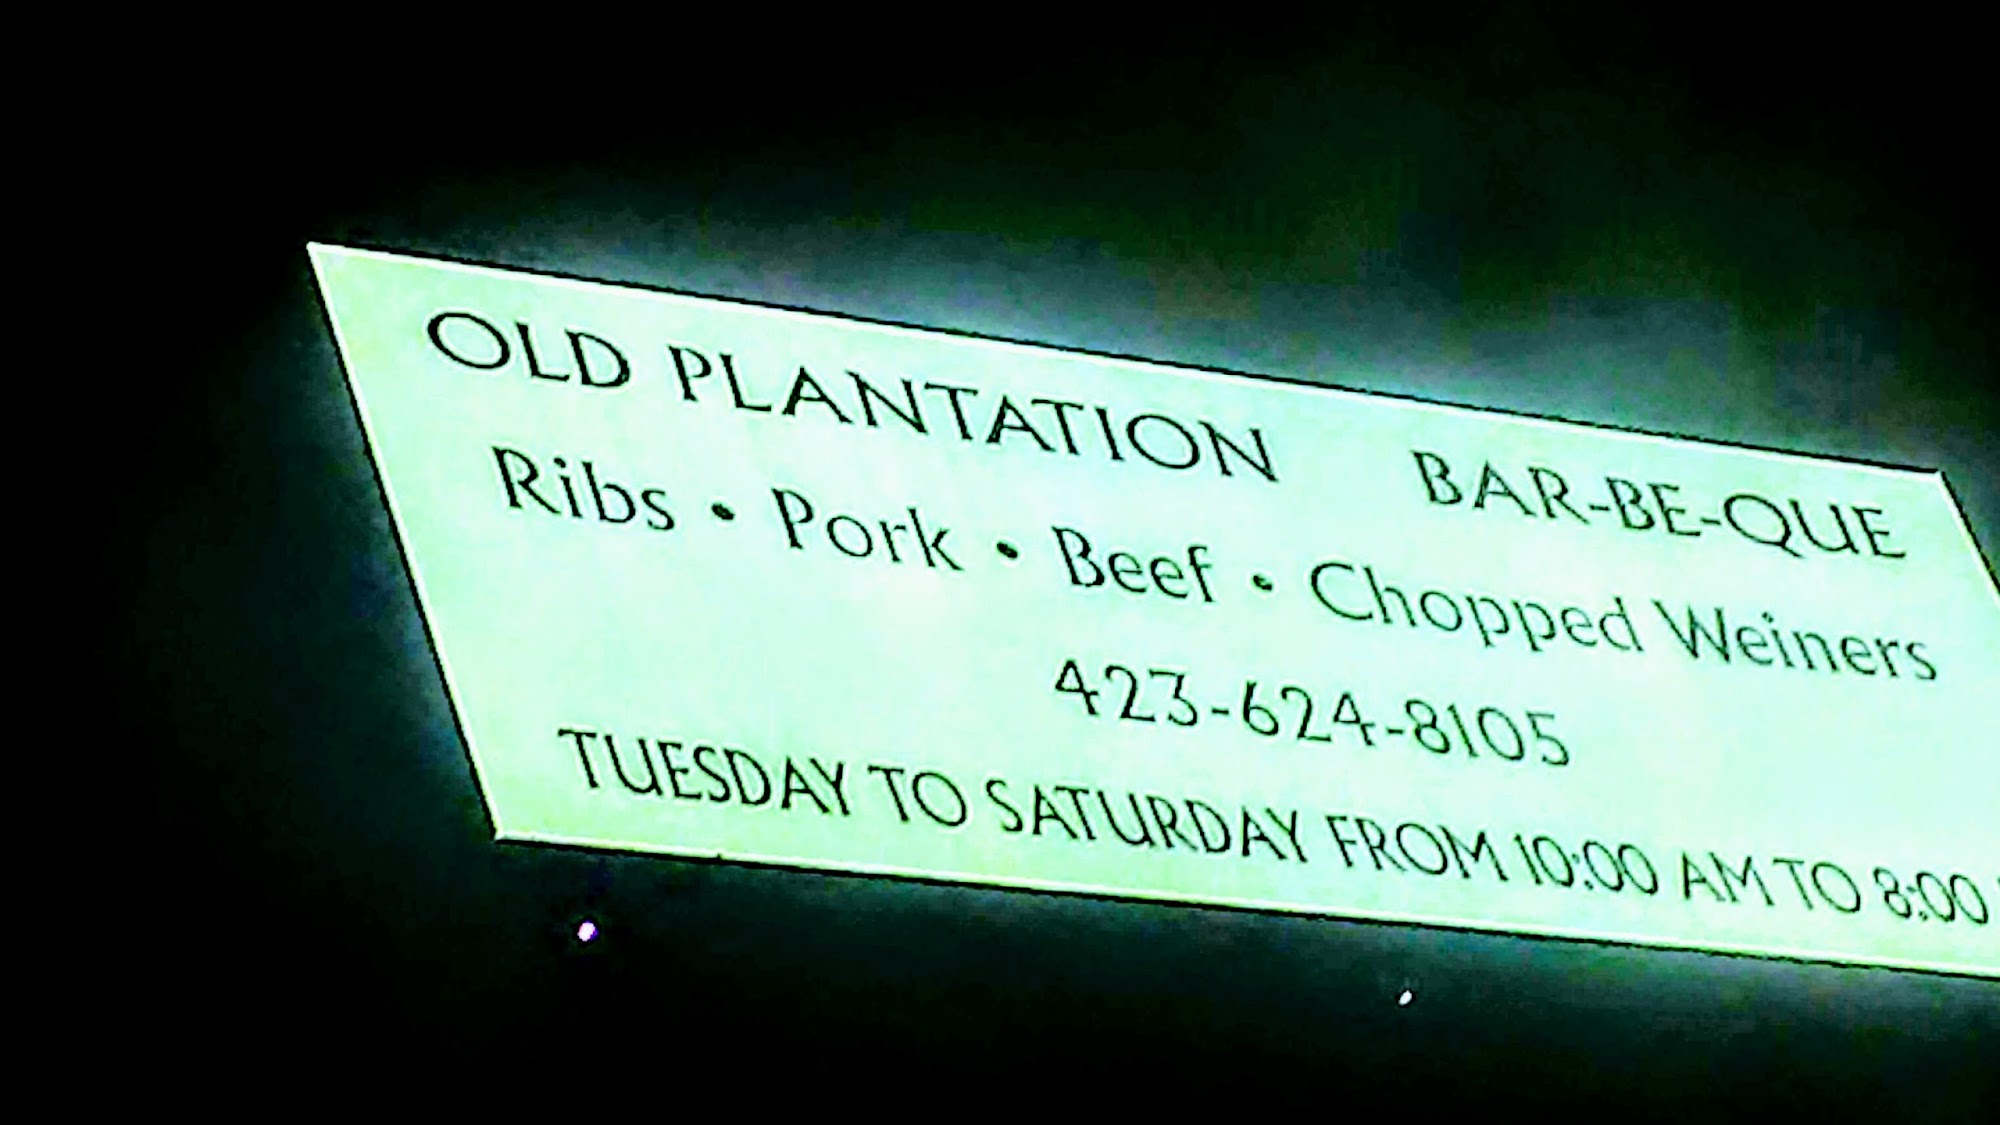 OLD PLANTATION BAR-BE-QUE
Ribs • Pork • Beef • Chopped Weiners
423-624-8105
TUESDAY TO SATURDAY FROM 10:00 AM TO 8:00